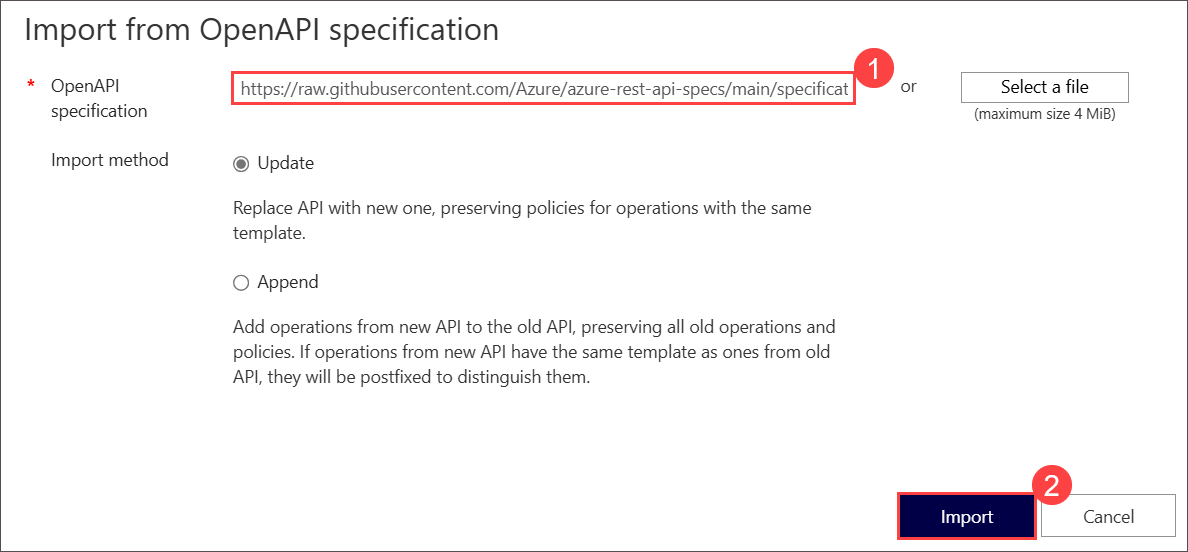 Import from OpenAPI specification
* OpenAPI specification
https://raw.githubusercontent.com/Azure/azure-rest-api-specs/main/specificat
1
or
Select a file
(maximum size 4 MiB)
Import method
Update
Replace API with new one, preserving policies for operations with the same
template.
Append
Add operations from new API to the old API, preserving all old operations and
policies. If operations from new API have the same template as ones from old
API, they will be postfixed to distinguish them.
2
Import
Cancel